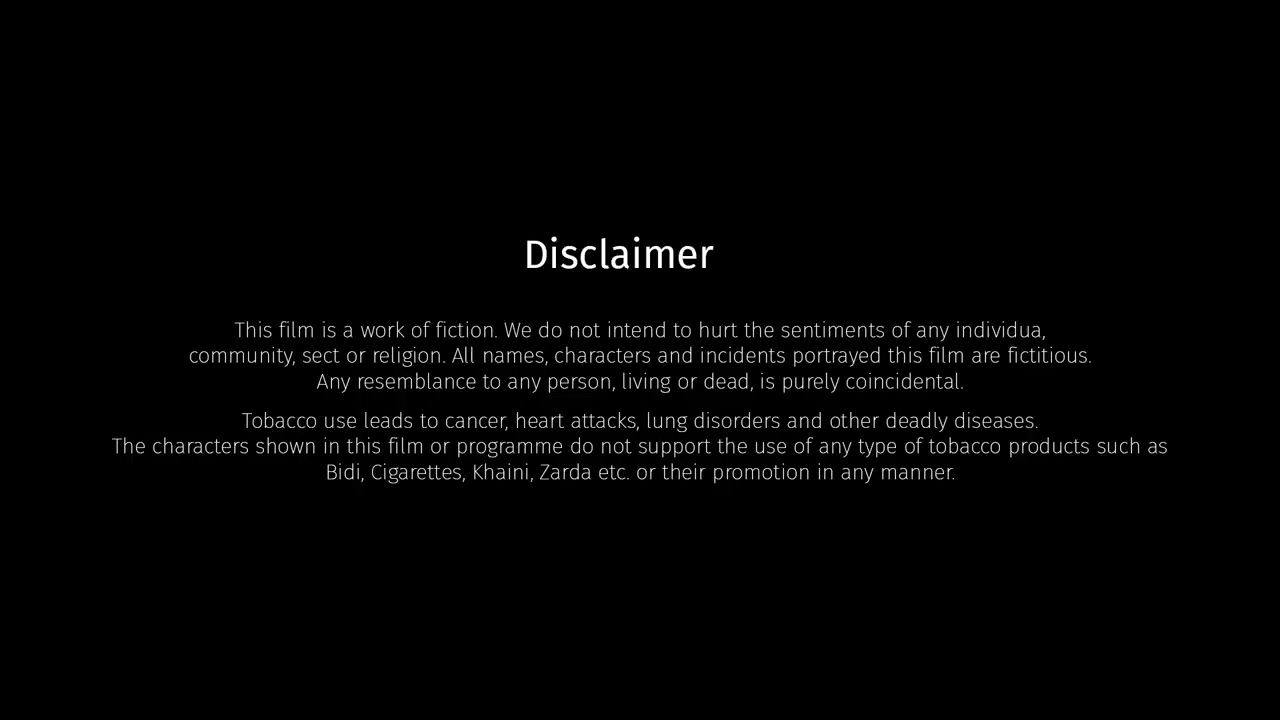 Disclaimer
This film is a work of fiction. We do not intend to hurt the sentiments of any individua,
community, sect or religion. All names, characters and incidents portrayed this film are fictitious.
Any resemblance to any person, living or dead, is purely coincidental.
Tobacco use leads to cancer, heart attacks, lung disorders and other deadly diseases.
The characters shown in this film or programme do not support the use of any type of tobacco products such as
Bidi, Cigarettes, Khaini, Zarda etc. or their promotion in any manner.